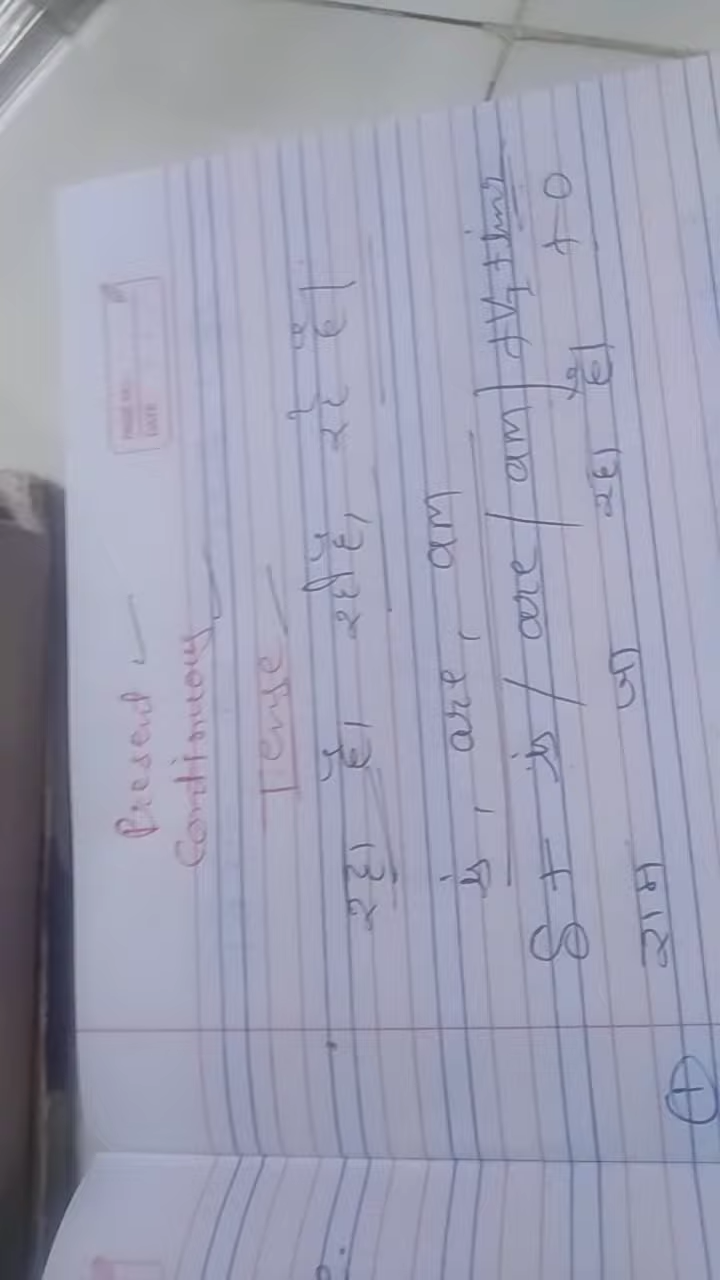 Present
Continuous
Tense
रहा है, रही है, रहे है
is, are, am
S + is / are / am + V₁ + ing + O
राम जा रहा है